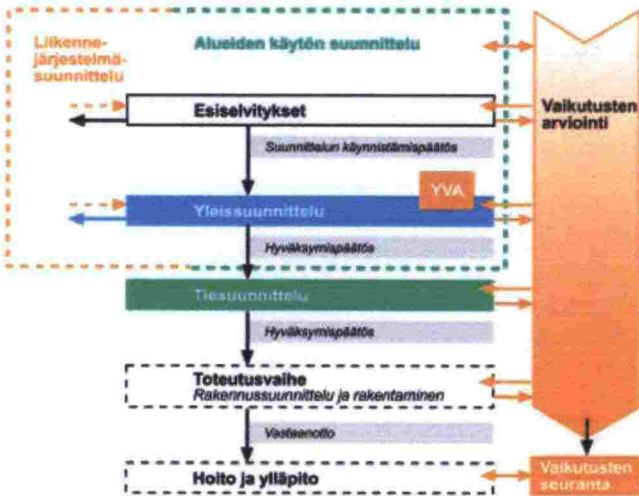 Liikenne-
järjestelmä-
suunnittelu
Alueiden käytön suunnittelu
Vaikutusten
arviointi
Esiselvitykset
Suunnittelun käynnistämispäätös
YVA
Yleissuunnittelu
Hyväksymispäätös
Tiesuunnittelu
Hyväksymispäätös
Toteutusvaihe
Rakennussuunnittelu ja rakentaminen
Vastaanotto
Hoito ja ylläpito
Vaikutusten
seuranta